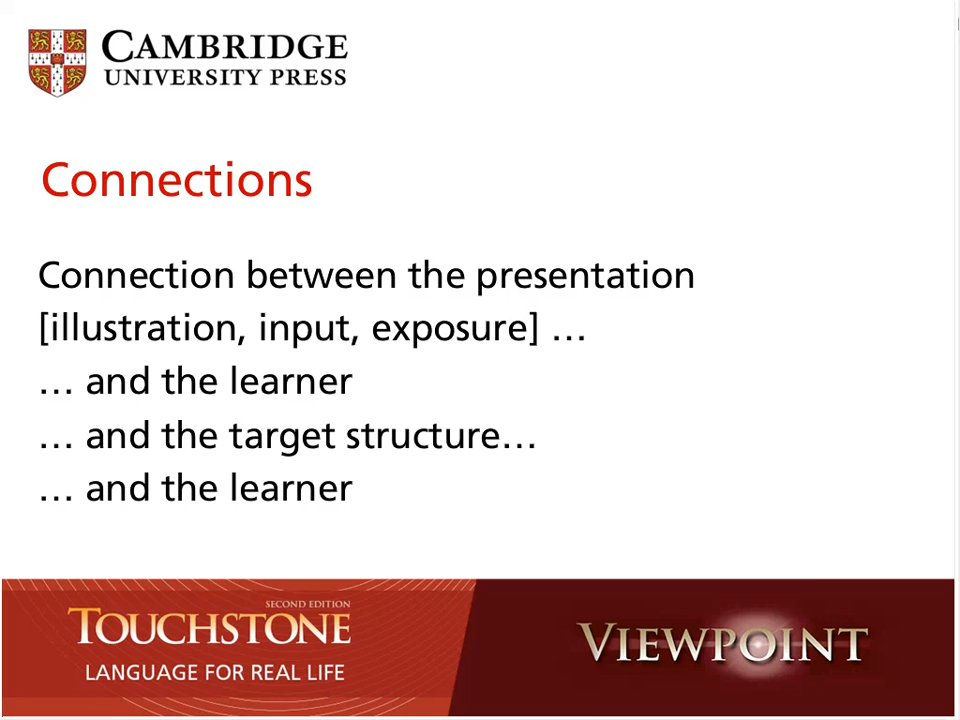 CAMBRIDGE
UNIVERSITY PRESS
Connections
Connection between the presentation
[illustration, input, exposure] …
… and the learner
… and the target structure…
… and the learner
SECOND EDITION
TOUCHSTONE
LANGUAGE FOR REAL LIFE
VIEWPOINT